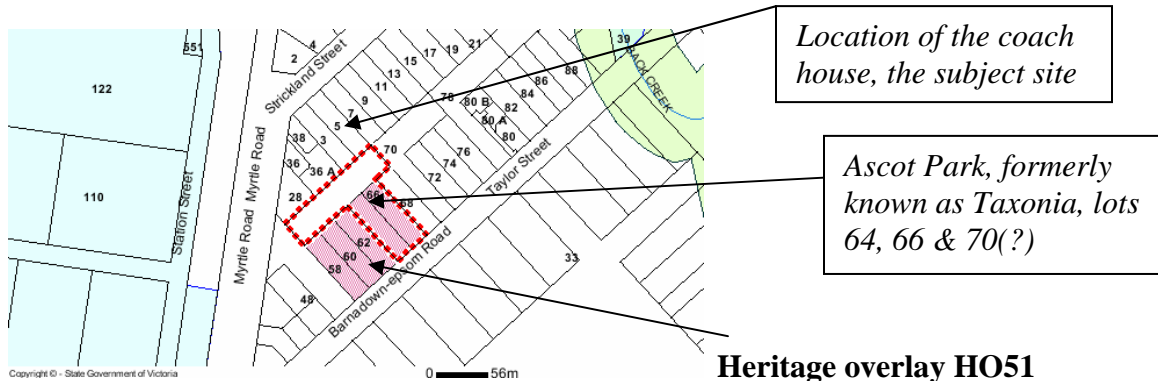 Location of the coach
house, the subject site
Ascot Park, formerly
known as Taxonia, lots
64, 66 & 70(?)
Heritage overlay HO51
551
4
2
122
110
Station Street
Myrtle Road
Myrtle Road
Strickland Street
21
19
17
15
13
11
9
7
5
3
38
36
36 A
28
70
39
BACK CREEK
88
86
84
82
78
80 B
80 A
80
76
74
72
Taylor Street
66
68
62
60
58
48
33
Barnadown-epsom Road
Copyright © - State Government of Victoria
0 56m